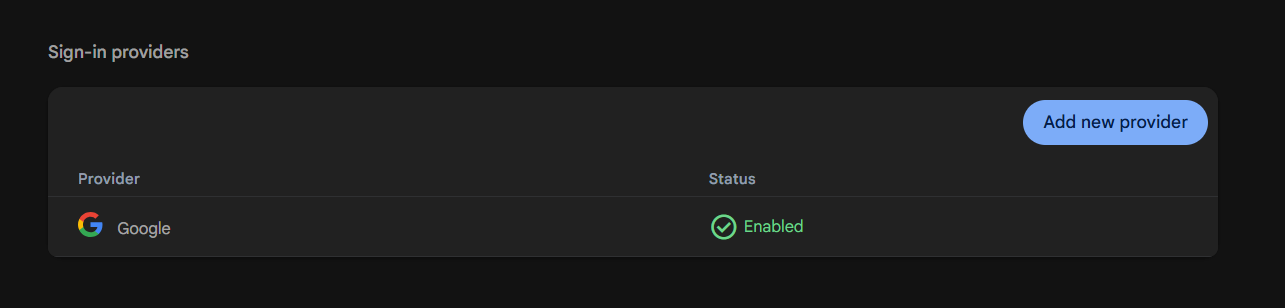 Sign-in providers
Add new provider
Provider Status
Google Enabled